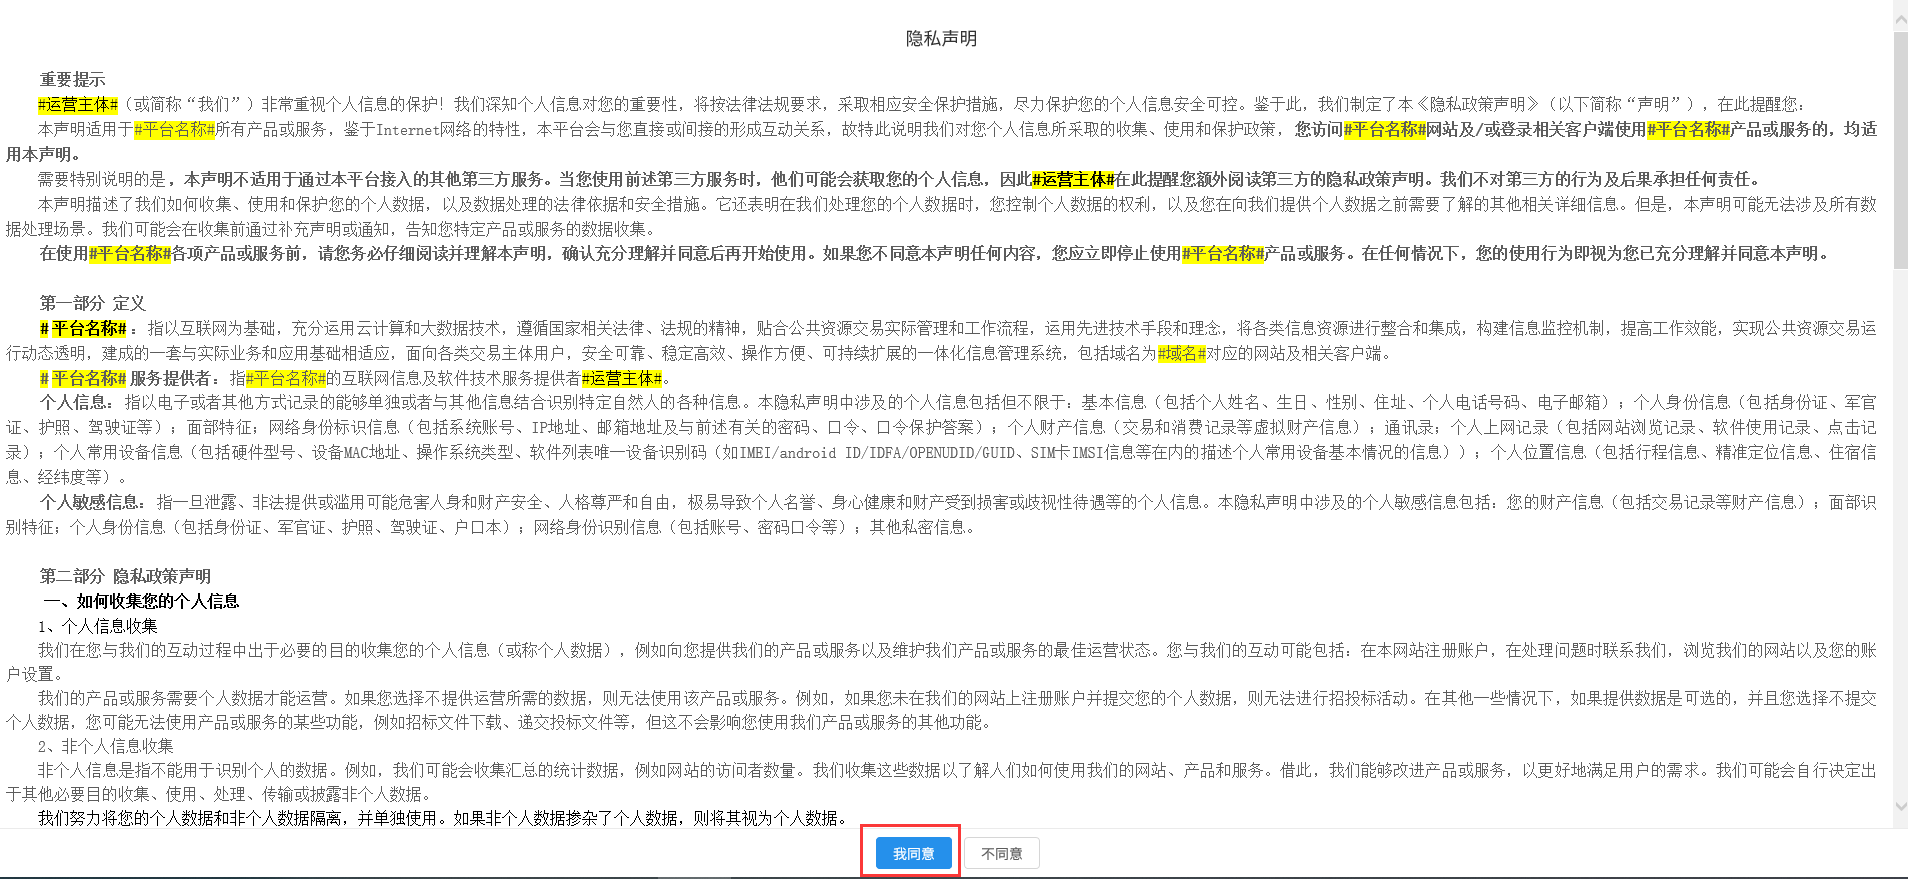 隐私声明
重要提示
#运营主体#（或简称“我们”）非常重视个人信息的保护！我们深知个人信息对您的重要性，将按法律法规要求，采取相应安全保护措施，尽力保护您的个人信息安全可控。鉴于此，我们制定了本《隐私政策声明》（以下简称“声明”），在此提醒您：
本声明适用于#平台名称#所有产品或服务，鉴于Internet网络的特性，本平台会与您直接或间接的形成互动关系，故特此说明我们对您个人信息所采取的收集、使用和保护政策，您访问#平台名称#网站及/或登录相关客户端使用#平台名称#产品或服务的，均适
用本声明。
需要特别说明的是，本声明不适用于通过本平台接入的其他第三方服务。当您使用前述第三方服务时，他们可能会获取您的个人信息，因此#运营主体#在此提醒您额外阅读第三方的隐私政策声明。我们不对第三方的行为及后果承担任何责任。
本声明描述了我们如何收集、使用和保护您的个人数据，以及数据处理的法律依据和安全措施。它还表明在我们处理您的个人数据时，您控制个人数据的权利，以及您在向我们提供个人数据之前需要了解的其他相关详细信息。但是，本声明可能无法涉及所有数
据处理场景。我们可能会在收集前通过补充声明或通知，告知您特定产品或服务的数据收集。
在使用#平台名称#各项产品或服务前，请您务必仔细阅读并理解本声明，确认充分理解并同意后再开始使用。如果您不同意本声明任何内容，您应立即停止使用#平台名称#产品或服务。在任何情况下，您的使用行为即视为您已充分理解并同意本声明。
第一部分 定义
#平台名称#：指以互联网为基础，充分运用云计算和大数据技术，遵循国家相关法律、法规的精神，贴合公共资源交易实际管理和工作流程，运用先进技术手段和理念，将各类信息资源进行整合和集成，构建信息监控机制，提高工作效能，实现公共资源交易运
行动态透明，建成的一套与实际业务和应用基础相适应，面向各类交易主体用户，安全可靠、稳定高效、操作方便、可持续扩展的一体化信息管理系统，包括域名为#域名#对应的网站及相关客户端。
#平台名称#服务提供者：指#平台名称#的互联网信息及软件技术服务提供者#运营主体#。
个人信息：指以电子或者其他方式记录的能够单独或者与其他信息结合识别特定自然人的各种信息。本隐私声明中涉及的个人信息包括但不限于：基本信息（包括个人姓名、生日、性别、住址、个人电话号码、电子邮箱）；个人身份信息（包括身份证、军官
证、护照、驾驶证等）；面部特征；网络身份标识信息（包括系统账号、IP地址、邮箱地址及与前述有关的密码、口令、口令保护答案）；个人财产信息（交易和消费记录等虚拟财产信息）；通讯录；个人上网记录（包括网站浏览记录、软件使用记录、点击记
录）；个人常用设备信息（包括硬件型号、设备MAC地址、操作系统类型、软件列表唯一设备识别码（如IMEI/android ID/IDFA/OPENUDID/GUID、SIM卡IMSI信息等在内的描述个人常用设备基本情况的信息））；个人位置信息（包括行程信息、精准定位信息、住宿信
息、经纬度等）。
个人敏感信息：指一旦泄露、非法提供或滥用可能危害人身和财产安全、人格尊严和自由，极易导致个人名誉、身心健康和财产受到损害或歧视性待遇等的个人信息。本隐私声明中涉及的个人敏感信息包括：您的财产信息（包括交易记录等财产信息）；面部识
别特征；个人身份信息（包括身份证、军官证、护照、驾驶证、户口本）；网络身份识别信息（包括账号、密码口令等）；其他私密信息。
第二部分 隐私政策声明
一、如何收集您的个人信息
1、个人信息收集
我们在您与我们的互动过程中出于必要的目的收集您的个人信息（或称个人数据），例如向您提供我们的产品或服务以及维护我们产品或服务的最佳运营状态。您与我们的互动可能包括：在本网站注册账户，在处理问题时联系我们，浏览我们的网站以及您的账
户设置。
我们的产品或服务需要个人数据才能运营。如果您选择不提供运营所需的数据，则无法使用该产品或服务。例如，如果您未在我们的网站上注册账户并提交您的个人数据，则无法进行招投标活动。在其他一些情况下，如果提供数据是可选的，并且您选择不提交
个人数据，您可能无法使用产品或服务的某些功能，例如招标文件下载、递交投标文件等，但这不会影响您使用我们产品或服务的其他功能。
2、非个人信息收集
非个人信息是指不能用于识别个人的数据。例如，我们可能会收集汇总的统计数据，例如网站的访问者数量。我们收集这些数据以了解人们如何使用我们的网站、产品和服务。借此，我们能够改进产品或服务，以更好地满足用户的需求。我们可能会自行决定出
于其他必要目的收集、使用、处理、传输或披露非个人数据。
我们努力将您的个人数据和非个人数据隔离，并单独使用。如果非个人数据掺杂了个人数据，则将其视为个人数据。
我同意
不同意